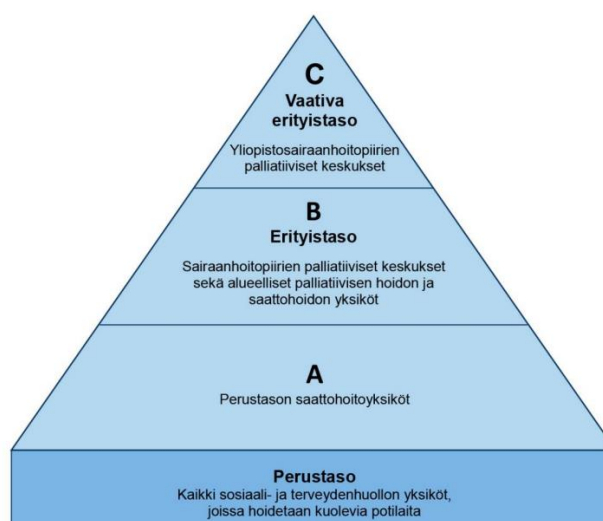 C
Vaativa
erityistaso
Yliopistosairaanhoitopiirien
palliatiiviset keskukset
B
Erityistaso
Sairaanhoitopiirien palliatiiviset keskukset
sekä alueelliset palliatiivisen hoidon ja
saattohoidon yksiköt
A
Perustason saattohoitoyksiköt
Perustaso
Kaikki sosiaali- ja terveydenhuollon yksiköt,
joissa hoidetaan kuolevia potilaita